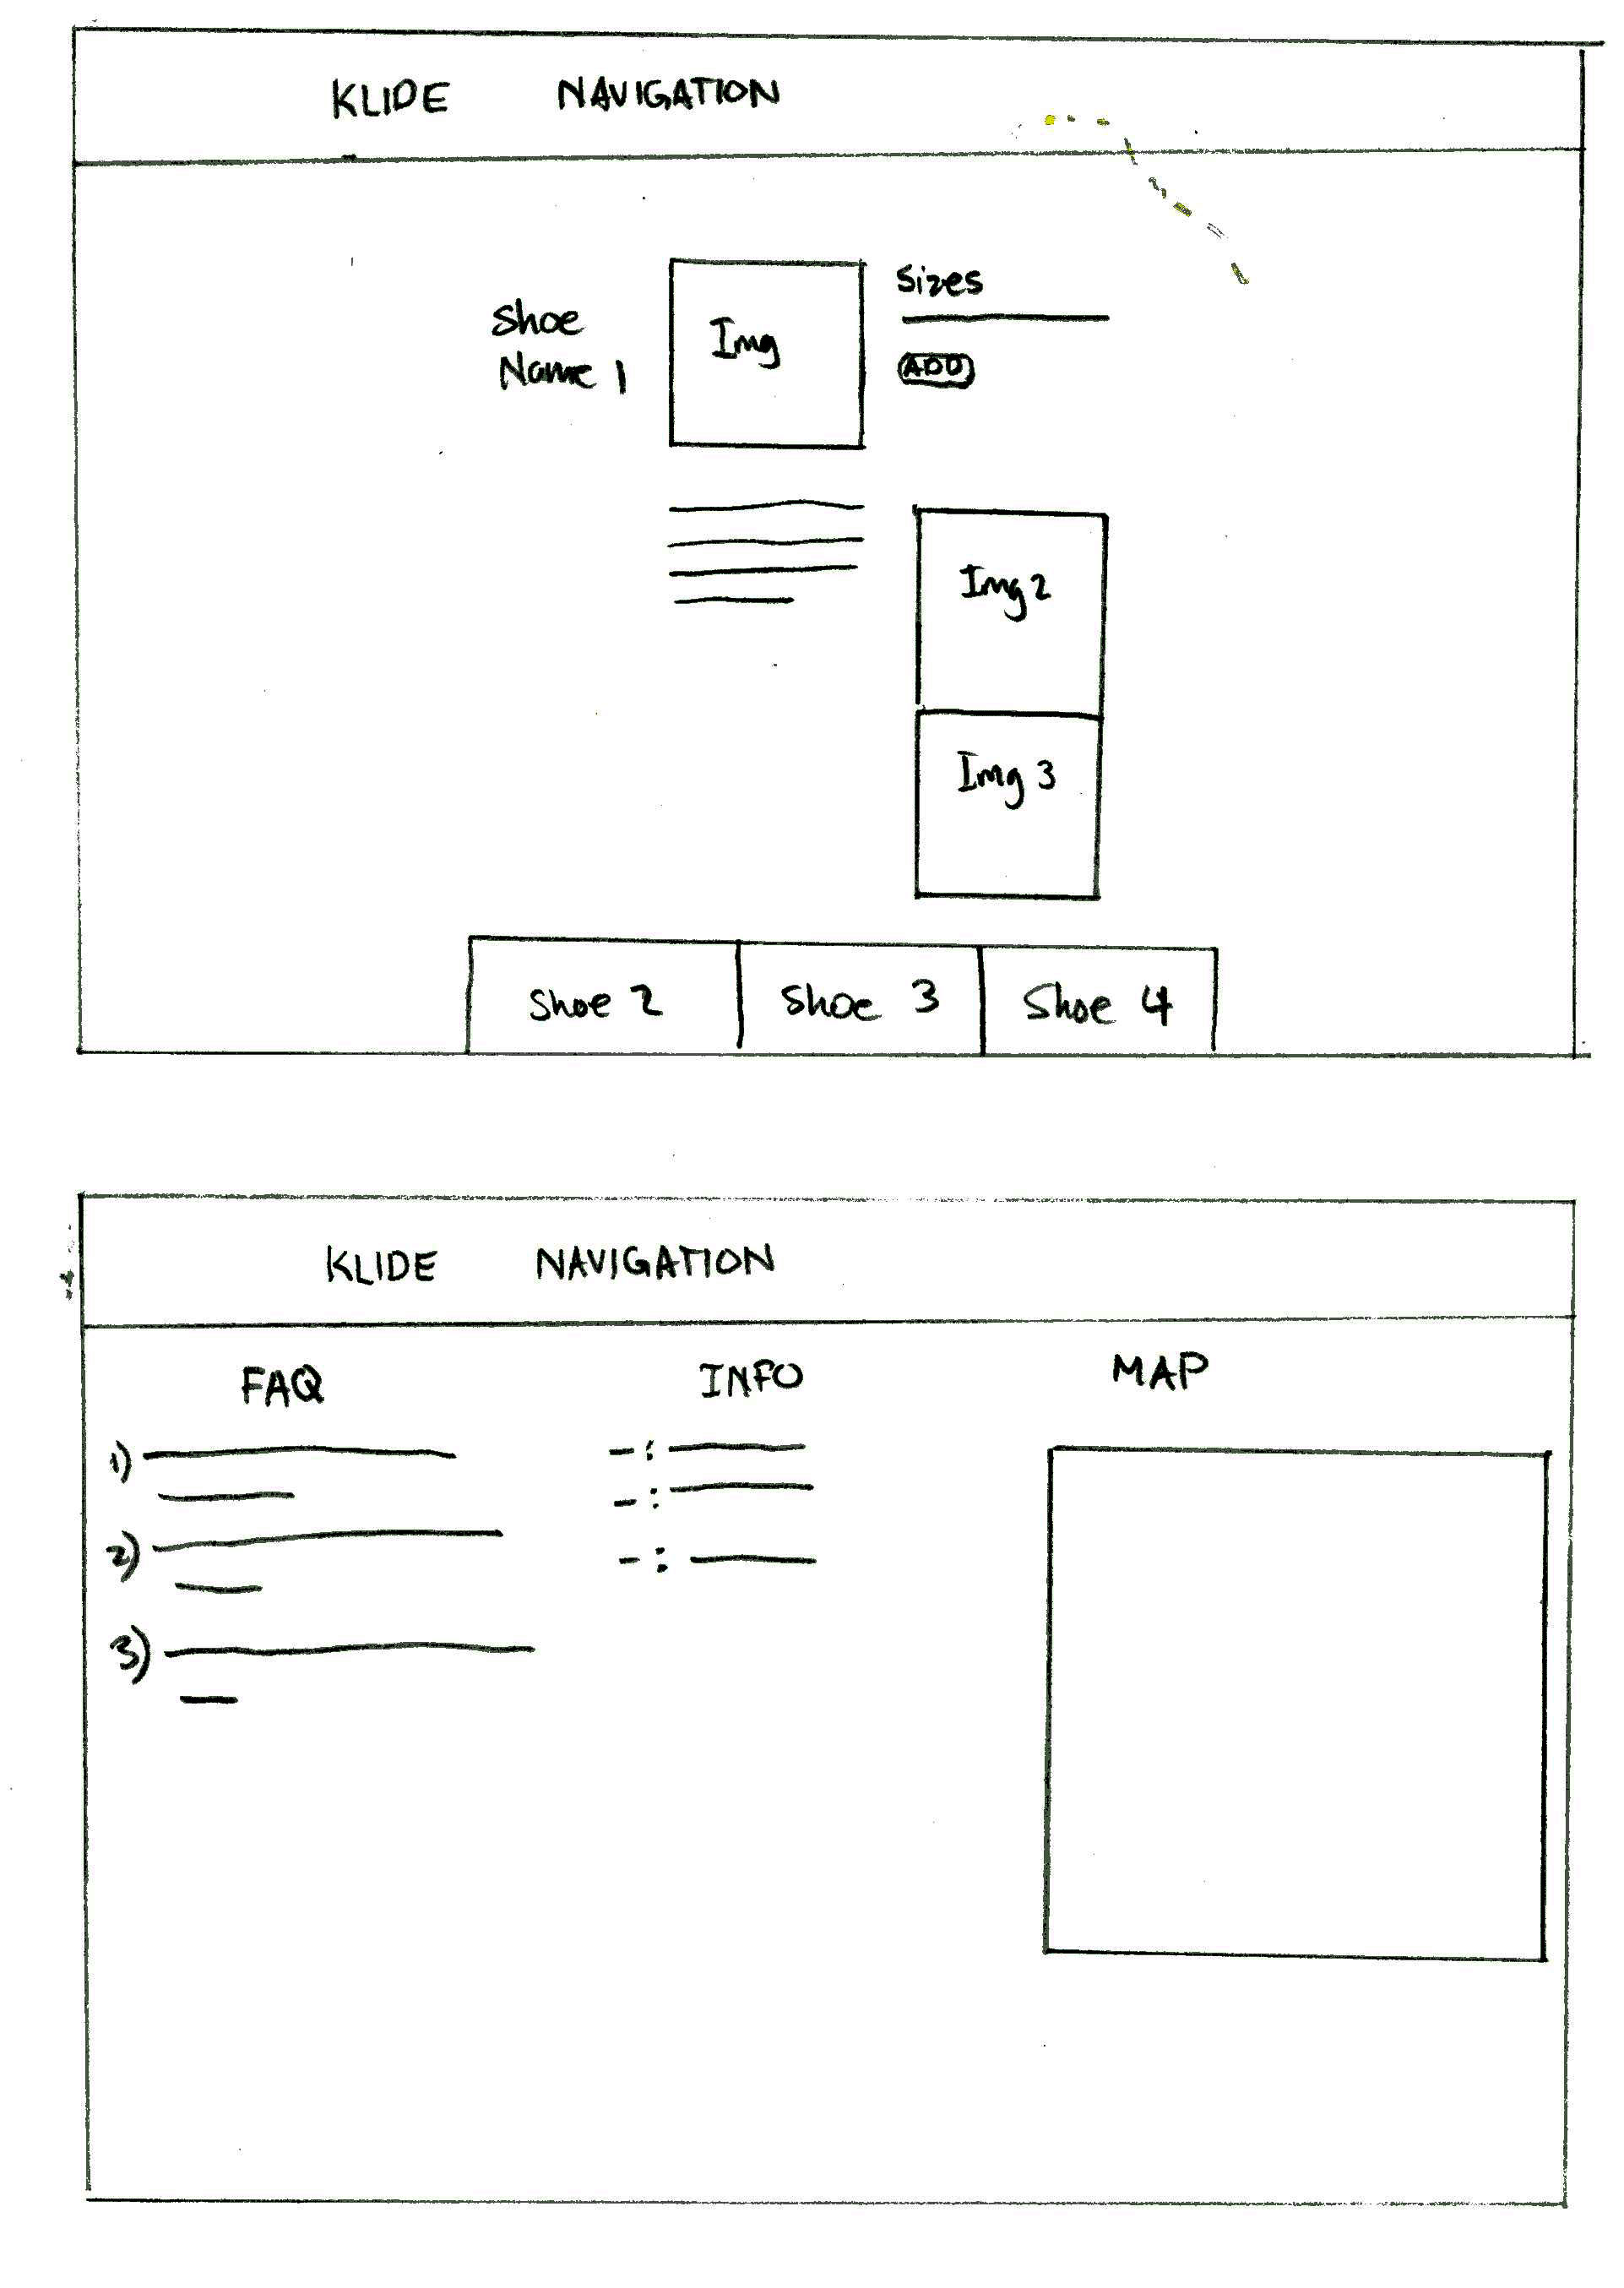 KLIDE NAVIGATION
Shoe
Name 1
Img
Sizes
ADD
Img 2
Img 3
Shoe 2
Shoe 3
Shoe 4
KLIDE NAVIGATION
FAQ
1)
2)
3)
INFO
- :
- :
- :
MAP